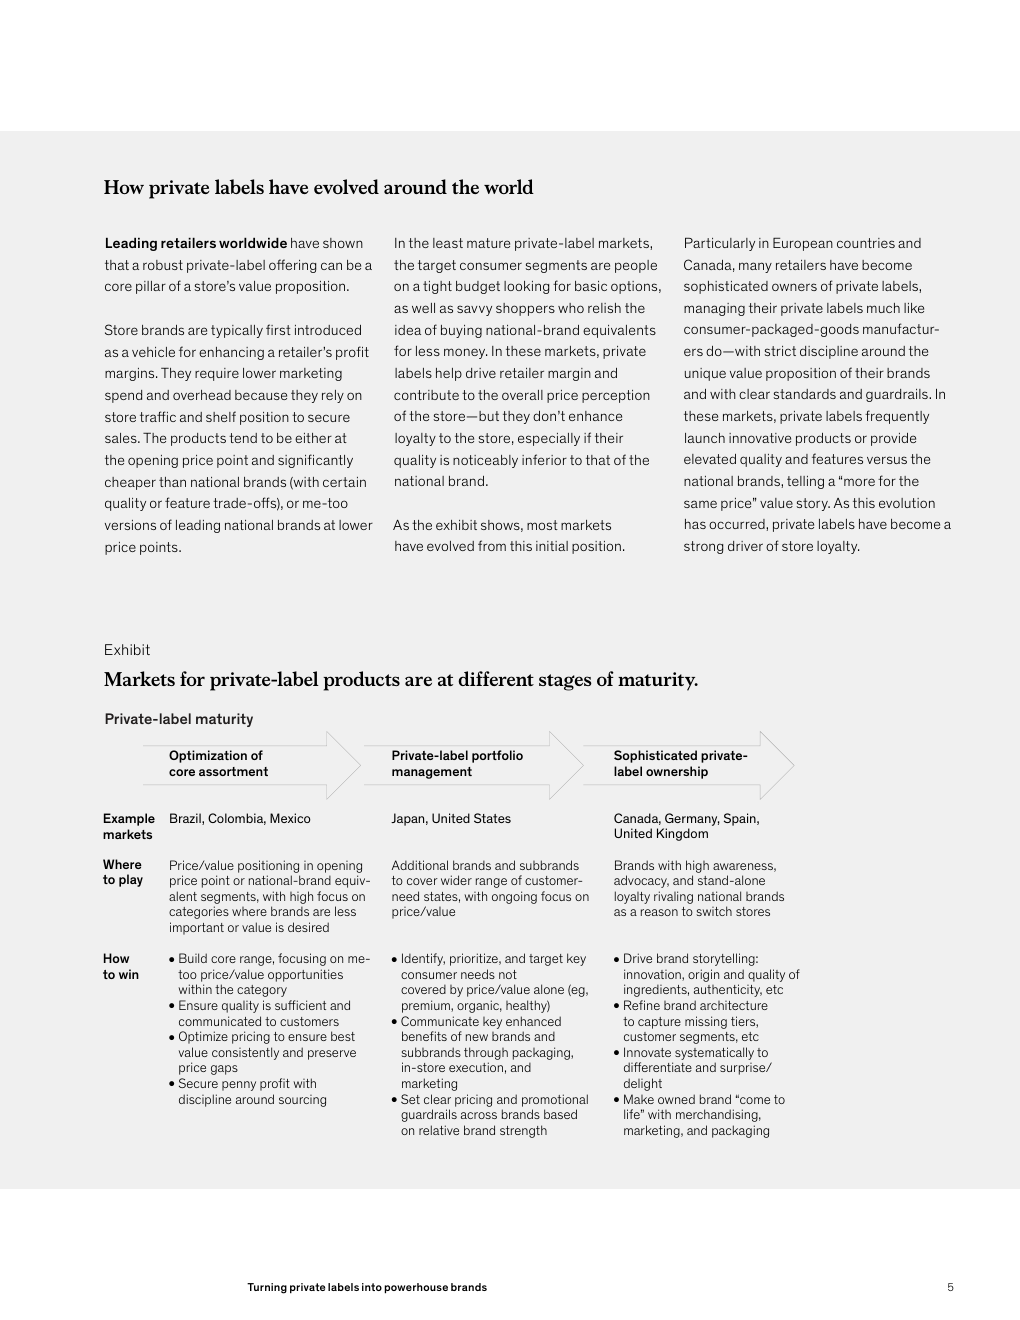 How private labels have evolved around the world
Leading retailers worldwide have shown
that a robust private-label offering can be a
core pillar of a store's value proposition.
Store brands are typically first introduced
as a vehicle for enhancing a retailer's profit
margins. They require lower marketing
spend and overhead because they rely on
store traffic and shelf position to secure
sales. The products tend to be either at
the opening price point and significantly
cheaper than national brands (with certain
quality or feature trade-offs), or me-too
versions of leading national brands at lower
price points.
In the least mature private-label markets,
the target consumer segments are people
on a tight budget looking for basic options,
as well as savvy shoppers who relish the
idea of buying national-brand equivalents
for less money. In these markets, private
labels help drive retailer margin and
contribute to the overall price perception
of the store—but they don't enhance
loyalty to the store, especially if their
quality is noticeably inferior to that of the
national brand.
As the exhibit shows, most markets
have evolved from this initial position.
Particularly in European countries and
Canada, many retailers have become
sophisticated owners of private labels,
managing their private labels much like
consumer-packaged-goods manufactur-
ers do—with strict discipline around the
unique value proposition of their brands
and with clear standards and guardrails. In
these markets, private labels frequently
launch innovative products or provide
elevated quality and features versus the
national brands, telling a “more for the
same price” value story. As this evolution
has occurred, private labels have become a
strong driver of store loyalty.
Exhibit
Markets for private-label products are at different stages of maturity.
Private-label maturity
Optimization of
core assortment
Private-label portfolio
management
Sophisticated private-
label ownership
Example
markets
Brazil, Colombia, Mexico
Japan, United States
Canada, Germany, Spain,
United Kingdom
Where
to play
Price/value positioning in opening
price point or national-brand equiv-
alent segments, with high focus on
categories where brands are less
important or value is desired
Additional brands and subbrands
to cover wider range of customer-
need states, with ongoing focus on
price/value
Brands with high awareness,
advocacy, and stand-alone
loyalty rivaling national brands
as a reason to switch stores
How
to win
• Build core range, focusing on me-
too price/value opportunities
within the category
• Ensure quality is sufficient and
communicated to customers
• Optimize pricing to ensure best
value consistently and preserve
price gaps
• Secure penny profit with
discipline around sourcing
• Identify, prioritize, and target key
consumer needs not
covered by price/value alone (eg,
premium, organic, healthy)
• Communicate key enhanced
benefits of new brands and
subbrands through packaging,
in-store execution, and
marketing
• Set clear pricing and promotional
guardrails across brands based
on relative brand strength
• Drive brand storytelling:
innovation, origin and quality of
ingredients, authenticity, etc
• Refine brand architecture
to capture missing tiers,
customer segments, etc
• Innovate systematically to
differentiate and surprise/
delight
• Make owned brand “come to
life” with merchandising,
marketing, and packaging
Turning private labels into powerhouse brands
5